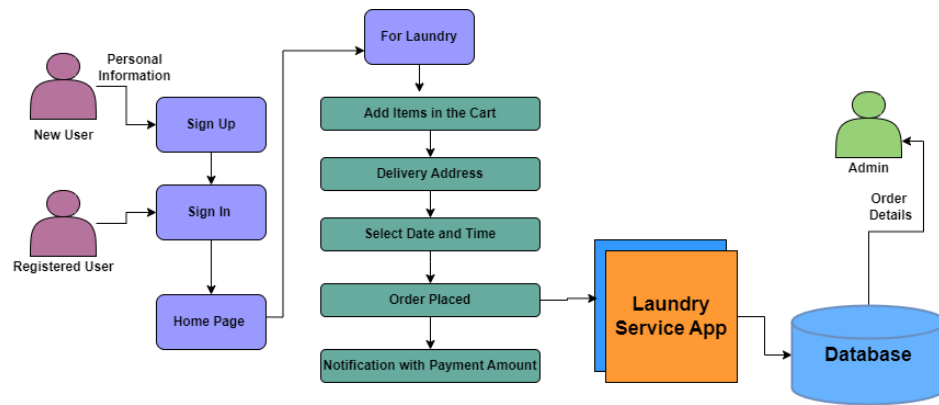 Personal
Information
New User
Sign Up
Registered User
Sign In
Home Page
For Laundry
Add Items in the Cart
Delivery Address
Select Date and Time
Order Placed
Notification with Payment Amount
Laundry
Service App
Database
Order
Details
Admin